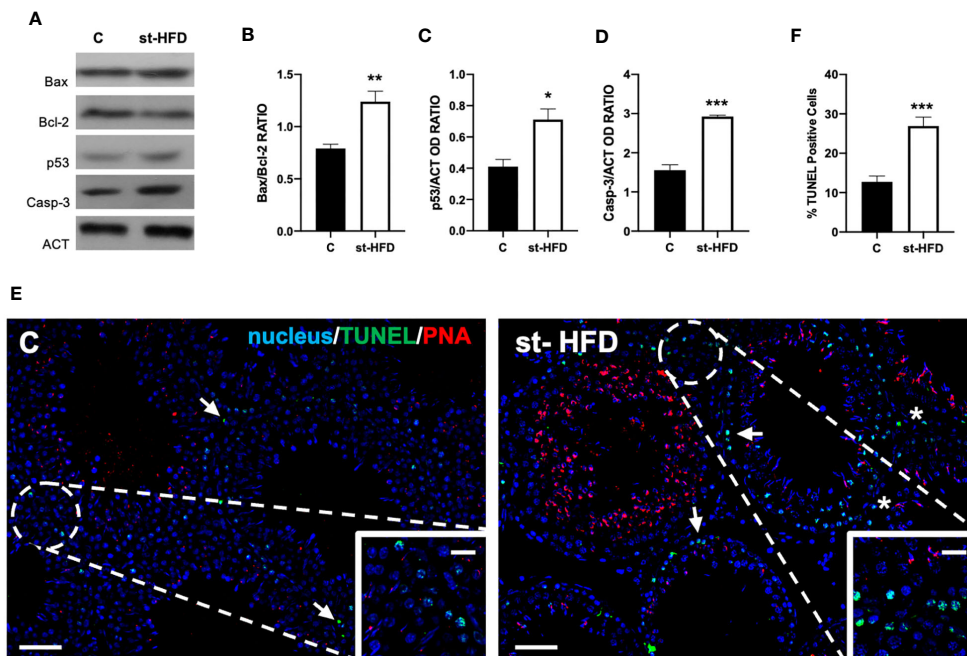 A
C st-HFD
Bax
Bcl-2
p53
Casp-3
ACT
B
Bax/Bcl-2 RATIO
1.5
1.0
0.5
0.0
**
C st-HFD
C
p53/ACT OD RATIO
1.0
0.8
0.6
0.4
0.2
0.0
*
C st-HFD
D
Casp-3/ACT OD RATIO
4
3
2
1
0
***
C st-HFD
F
% TUNEL Positive Cells
40
30
20
10
0
***
C st-HFD
E
C
nucleus/TUNEL/PNA
st- HFD
*
*